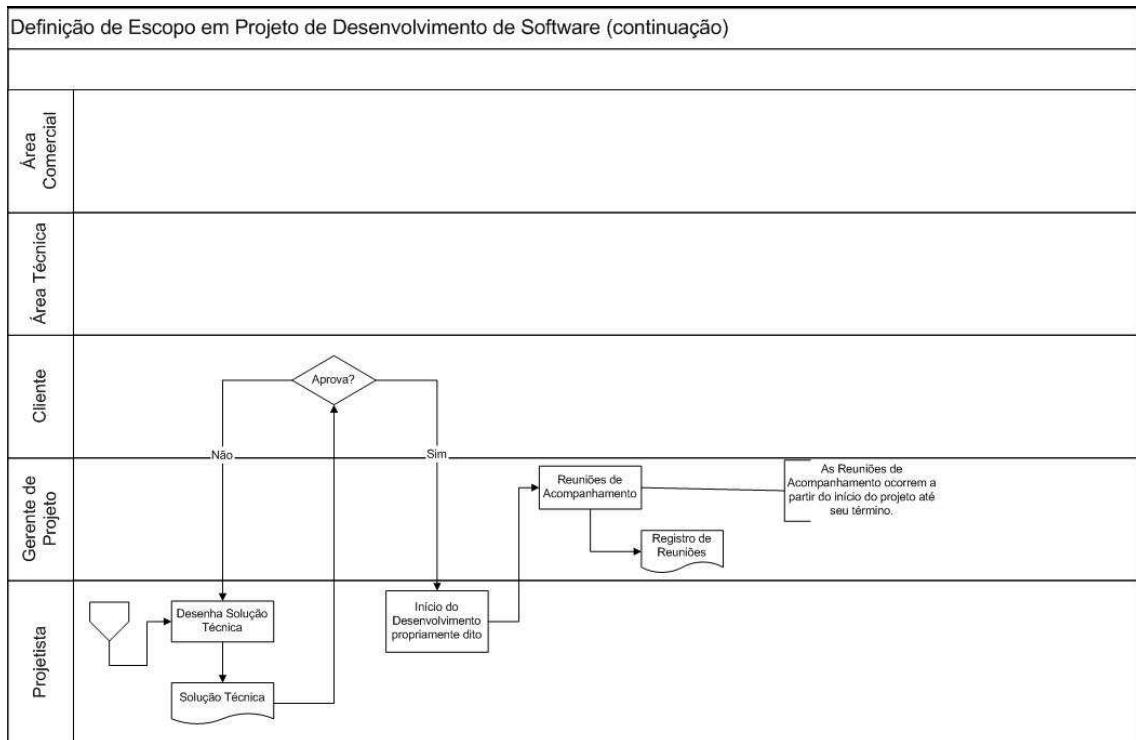 Definição de Escopo em Projeto de Desenvolvimento de Software (continuação)
Área
Comercial
Área Técnica
Cliente
Aprova?
Não
Sim
Gerente de
Projeto
Reuniões de
Acompanhamento
As Reuniões de
Acompanhamento ocorrem a
partir do início do projeto até
seu término.
Registro de
Reuniões
Projetista
Desenha Solução
Técnica
Início do
Desenvolvimento
propriamente dito
Solução Técnica